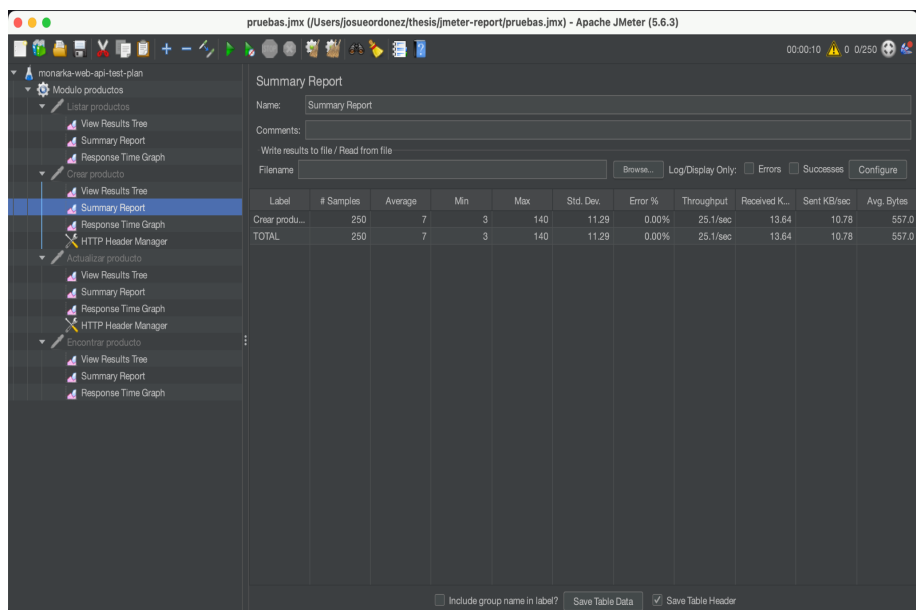 pruebas.jmx (/Users/josueordonez/thesis/jmeter-report/pruebas.jmx) - Apache JMeter (5.6.3)
00:00:10 0 0/250
monarka-web-api-test-plan
Modulo productos
Listar productos
View Results Tree
Summary Report
Response Time Graph
Crear producto
View Results Tree
Summary Report
Response Time Graph
HTTP Header Manager
Actualizar producto
View Results Tree
Summary Report
Response Time Graph
HTTP Header Manager
Encontrar producto
View Results Tree
Summary Report
Response Time Graph
Summary Report
Name: Summary Report
Comments:
Write results to file / Read from file
Filename Browse... Log/Display Only: Errors Successes Configure
Label # Samples Average Min Max Std. Dev. Error % Throughput Received K... Sent KB/sec Avg. Bytes
Crear produ... 250 7 3 140 11.29 0.00% 25.1/sec 13.64 10.78 557.0
TOTAL 250 7 3 140 11.29 0.00% 25.1/sec 13.64 10.78 557.0
Include group name in label? Save Table Data Save Table Header